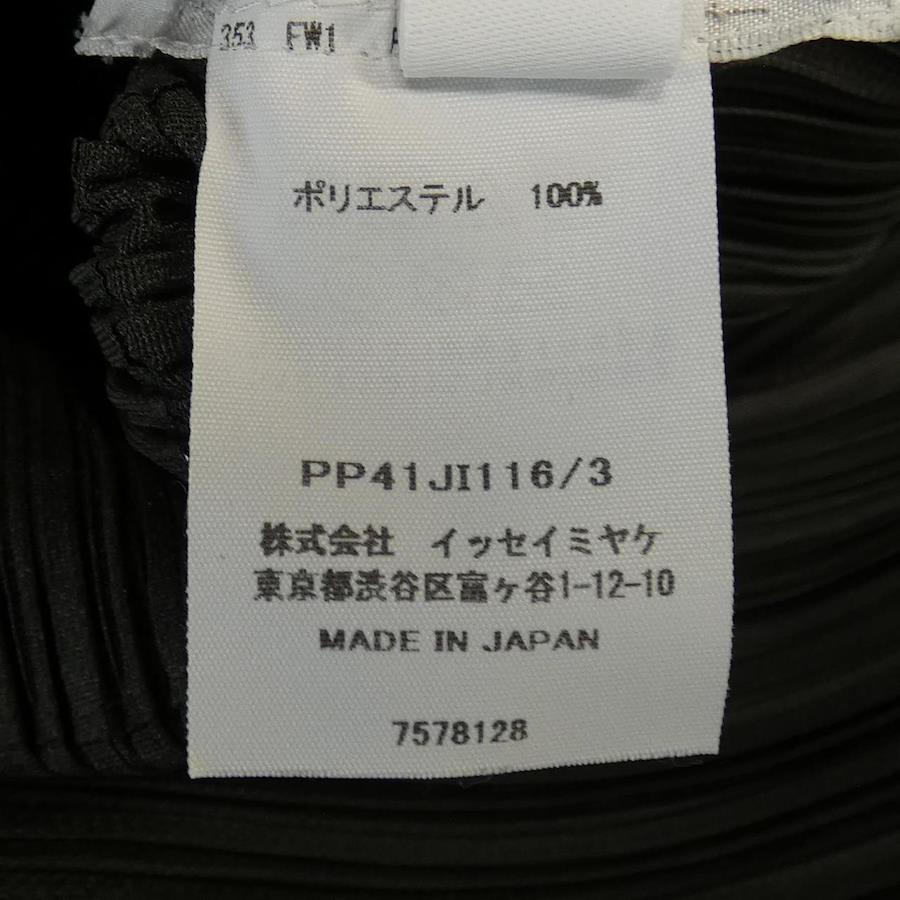 353 FW1
ポリエステル 100%
PP41JI116/3
株式会社 イッセイミヤケ
東京都渋谷区富ヶ谷1-12-10
MADE IN JAPAN
7578128